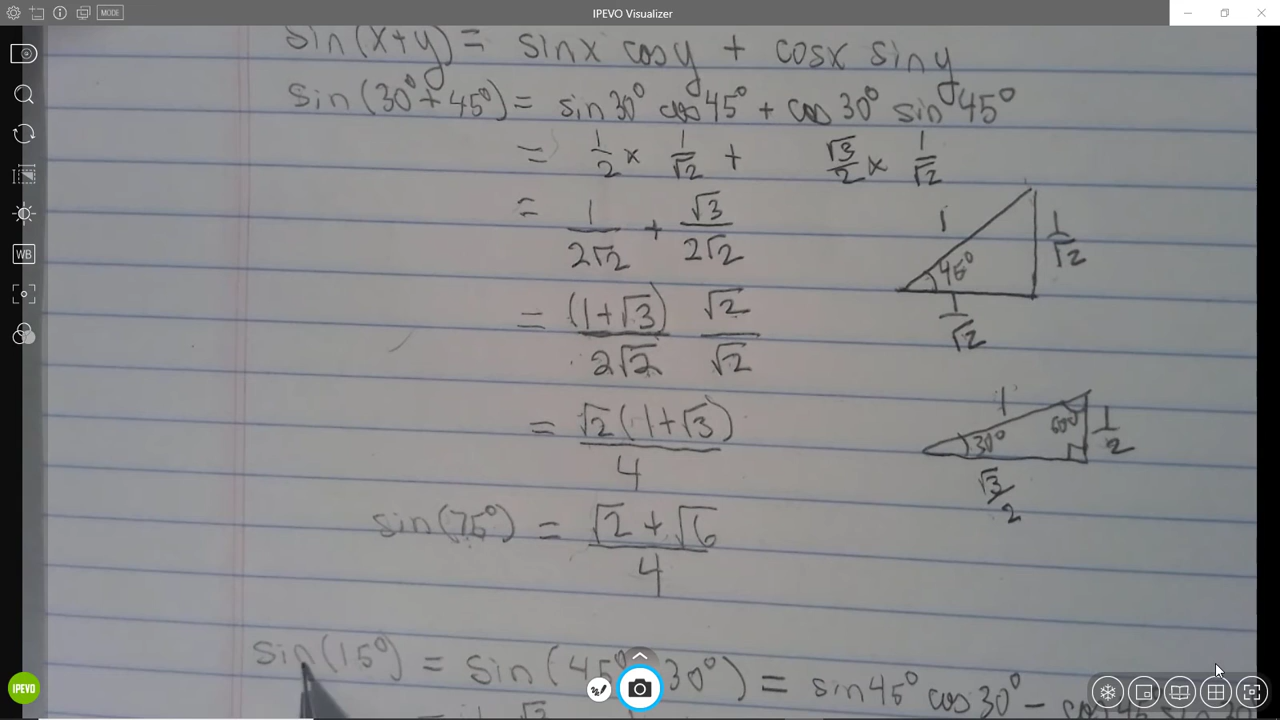 MODE
IPEVO Visualizer
sin(x+y) = sinx cosy + cosx siny
sin(30°+45°) = sin30° cos45° + cos30° sin45°
= 1/2 × 1/√2 + √3/2 × 1/√2
= 1/2√2 + √3/2√2
= (1+√3)/2√2 √2/√2
= √2(1+√3)/4
sin(75°) = √2+√6/4
1
45°
1/√2
1/√2
1
30°
60°
1/2
√3/2
sin(15°) = sin(45° 30°) = sin45° cos30° − cos45° sin30
WB
IPEVO